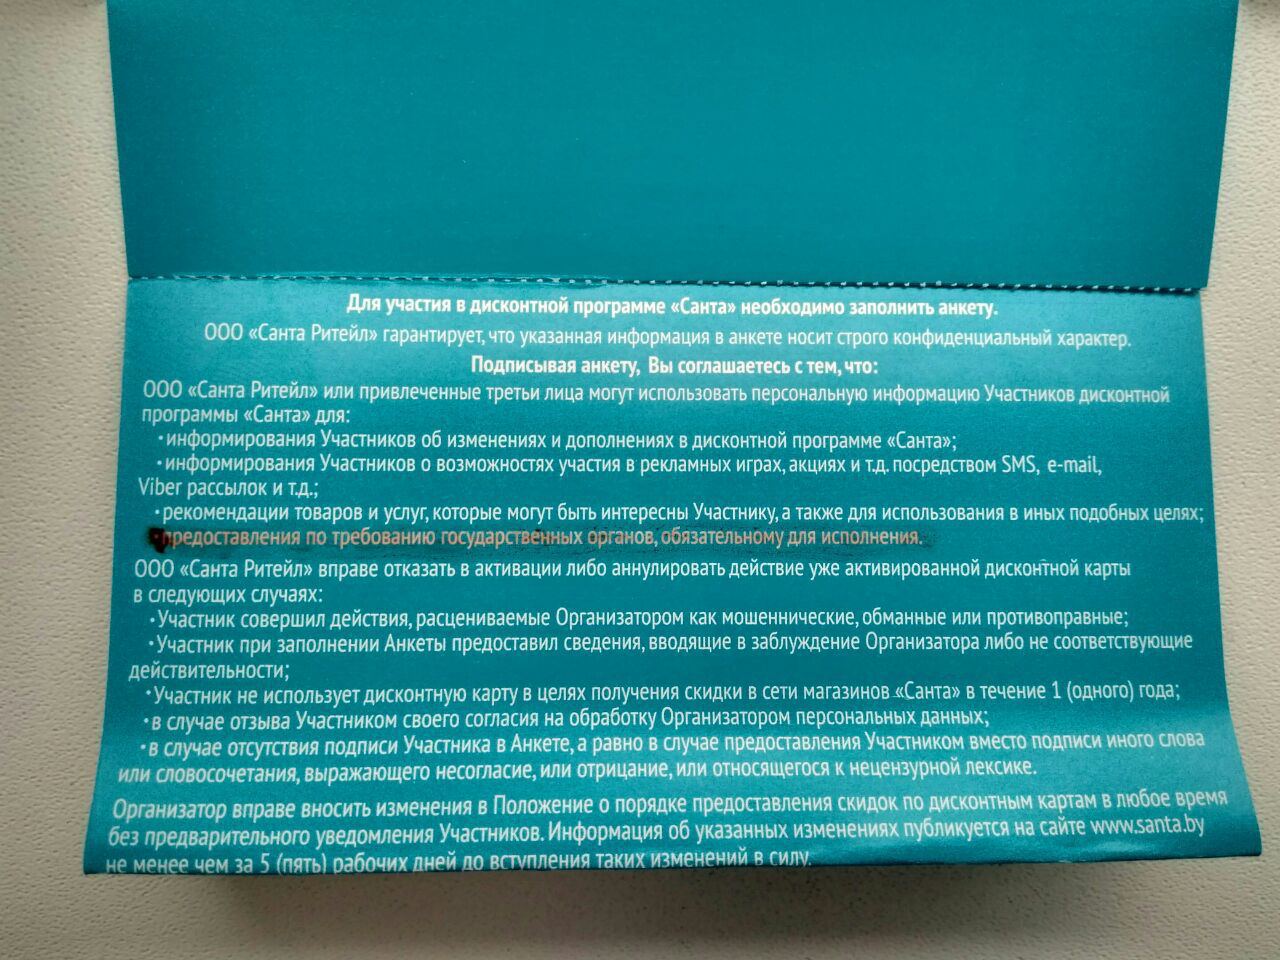 Для участия в дисконтной программе «Санта» необходимо заполнить анкету.
ООО «Санта Ритейл» гарантирует, что указанная информация в анкете носит строго конфиденциальный характер.
Подписывая анкету, Вы соглашаетесь с тем, что:
ООО «Санта Ритейл» или привлеченные третьи лица могут использовать персональную информацию Участников дисконтной
программы «Санта» для:
·информирования Участников об изменениях и дополнениях в дисконтной программе «Санта»;
·информирования Участников о возможностях участия в рекламных играх, акциях и т.д. посредством SMS, e-mail,
Viber рассылок и т.д.;
·рекомендации товаров и услуг, которые могут быть интересны Участнику, а также для использования в иных подобных целях;
предоставления по требованию государственных органов, обязательному для исполнения.
ООО «Санта Ритейл» вправе отказать в активации либо аннулировать действие уже активированной дисконтной карты
в следующих случаях:
·Участник совершил действия, расцениваемые Организатором как мошеннические, обманные или противоправные;
·Участник при заполнении Анкеты предоставил сведения, вводящие в заблуждение Организатора либо не соответствующие
действительности;
·Участник не использует дисконтную карту в целях получения скидки в сети магазинов «Санта» в течение 1 (одного) года;
·в случае отзыва Участником своего согласия на обработку Организатором персональных данных;
·в случае отсутствия подписи Участника в Анкете, а равно в случае предоставления Участником вместо подписи иного слова
или словосочетания, выражающего несогласие, или отрицание, или относящегося к нецензурной лексике.
Организатор вправе вносить изменения в Положение о порядке предоставления скидок по дисконтным картам в любое время
без предварительного уведомления Участников. Информация об указанных изменениях публикуется на сайте www.santa.by
не менее чем за 5 (пять) рабочих дней до вступления таких изменений в силу.